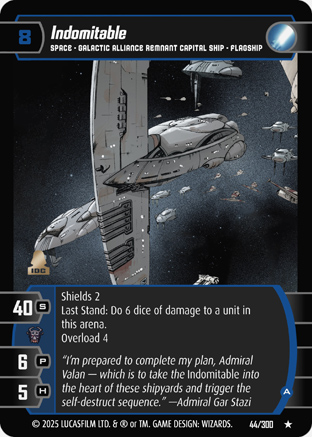 8
Indomitable
SPACE · GALACTIC ALLIANCE REMNANT CAPITAL SHIP · FLAGSHIP
IDC
40 S
6 P
5 H
Shields 2
Last Stand: Do 6 dice of damage to a unit in
this arena.
Overload 4
"I'm prepared to complete my plan, Admiral
Valan — which is to take the Indomitable into
the heart of these shipyards and trigger the
self-destruct sequence." —Admiral Gar Stazi
A
© 2025 LUCASFILM LTD. & ® or TM. GAME DESIGN: WIZARDS.
44/300 ★